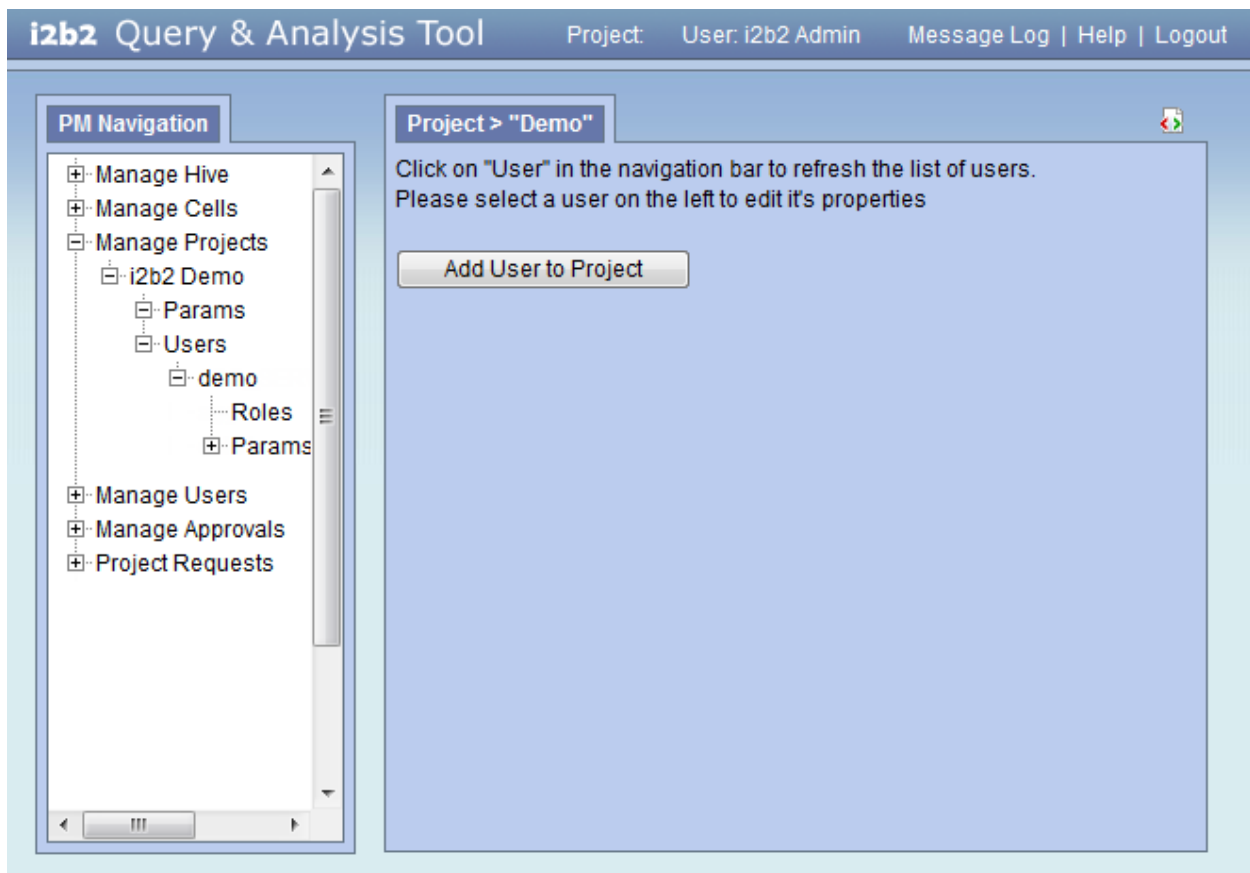 i2b2 Query & Analysis Tool Project: User: i2b2 Admin Message Log | Help | Logout
PM Navigation
Manage Hive
Manage Cells
Manage Projects
i2b2 Demo
Params
Users
demo
Roles
Params
Manage Users
Manage Approvals
Project Requests
Project > "Demo"
Click on "User" in the navigation bar to refresh the list of users.
Please select a user on the left to edit it's properties
Add User to Project